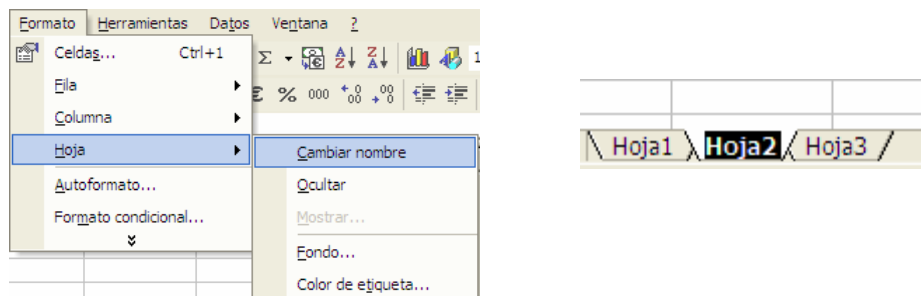 Formato Herramientas Datos Ventana ?
Celdas... Ctrl+1
Fila
€ % 000
Columna
Hoja
Cambiar nombre
Autoformato...
Ocultar
Formato condicional...
Mostrar...
Fondo...
Color de etiqueta...
Hoja1 Hoja2 Hoja3